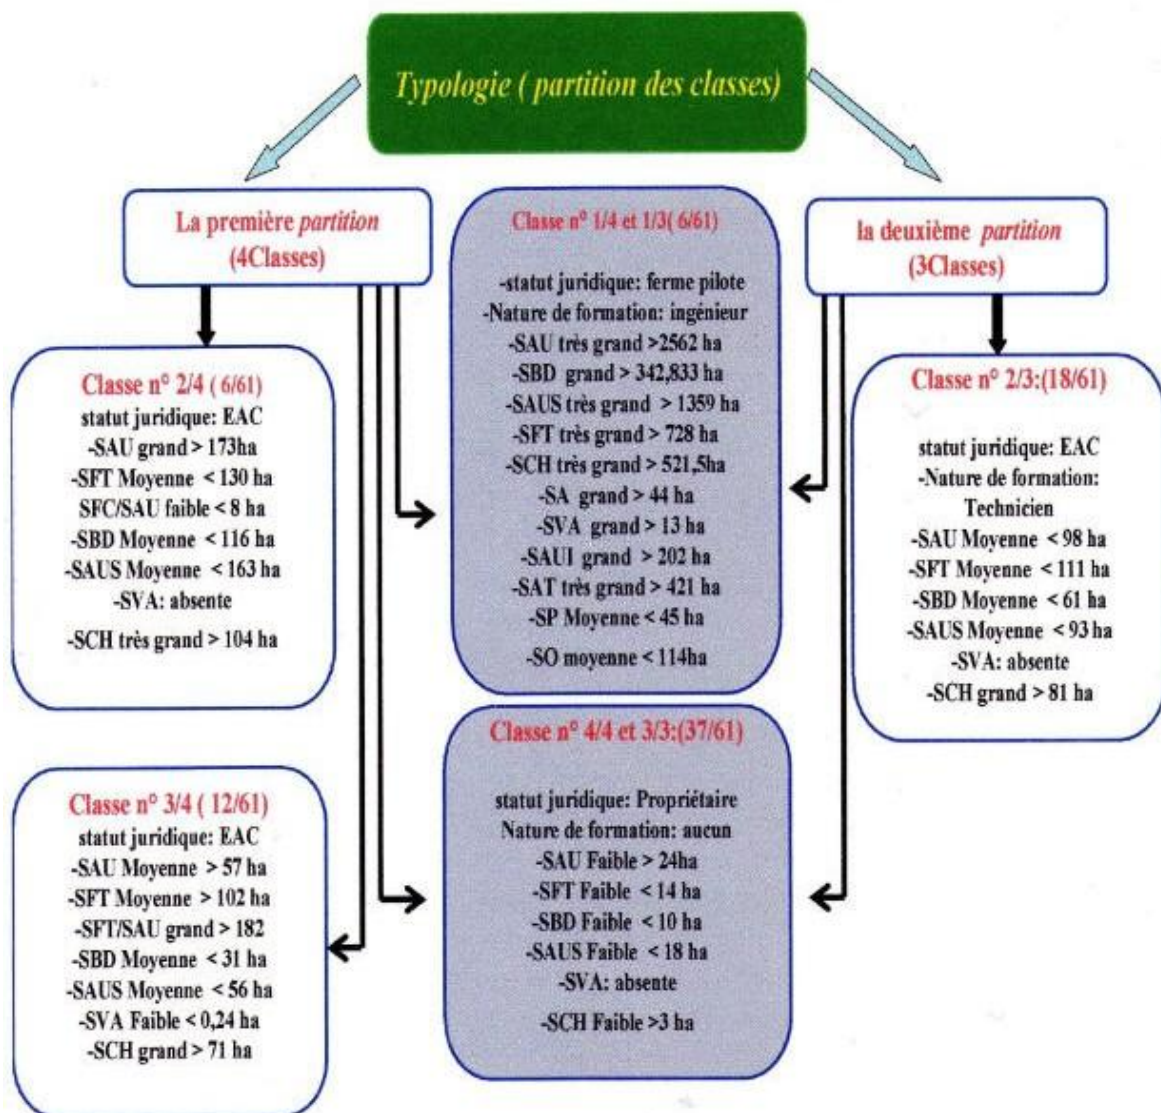 Typologie ( partition des classes)
La première partition
(4Classes)
Classe n° 2/4 ( 6/61)
statut juridique: EAC
-SAU grand > 173ha
-SFT Moyenne < 130 ha
SFC/SAU faible < 8 ha
-SBD Moyenne < 116 ha
-SAUS Moyenne < 163 ha
-SVA: absente
-SCH très grand > 104 ha
Classe n° 3/4 ( 12/61)
statut juridique: EAC
-SAU Moyenne > 57 ha
-SFT Moyenne > 102 ha
-SFT/SAU grand > 182
-SBD Moyenne < 31 ha
-SAUS Moyenne < 56 ha
-SVA Faible < 0,24 ha
-SCH grand > 71 ha
Classe n° 1/4 et 1/3( 6/61)
-statut juridique: ferme pilote
-Nature de formation: ingénieur
-SAU très grand >2562 ha
-SBD grand > 342,833 ha
-SAUS très grand > 1359 ha
-SFT très grand > 728 ha
-SCH très grand > 521,5ha
-SA grand > 44 ha
-SVA grand > 13 ha
-SAUI grand > 202 ha
-SAT très grand > 421 ha
-SP Moyenne < 45 ha
-SO moyenne < 114ha
Classe n° 4/4 et 3/3:(37/61)
statut juridique: Propriétaire
Nature de formation: aucun
-SAU Faible > 24ha
-SFT Faible < 14 ha
-SBD Faible < 10 ha
-SAUS Faible < 18 ha
-SVA: absente
-SCH Faible >3 ha
la deuxième partition
(3Classes)
Classe n° 2/3:(18/61)
statut juridique: EAC
-Nature de formation:
Technicien
-SAU Moyenne < 98 ha
-SFT Moyenne < 111 ha
-SBD Moyenne < 61 ha
-SAUS Moyenne < 93 ha
-SVA: absente
-SCH grand > 81 ha